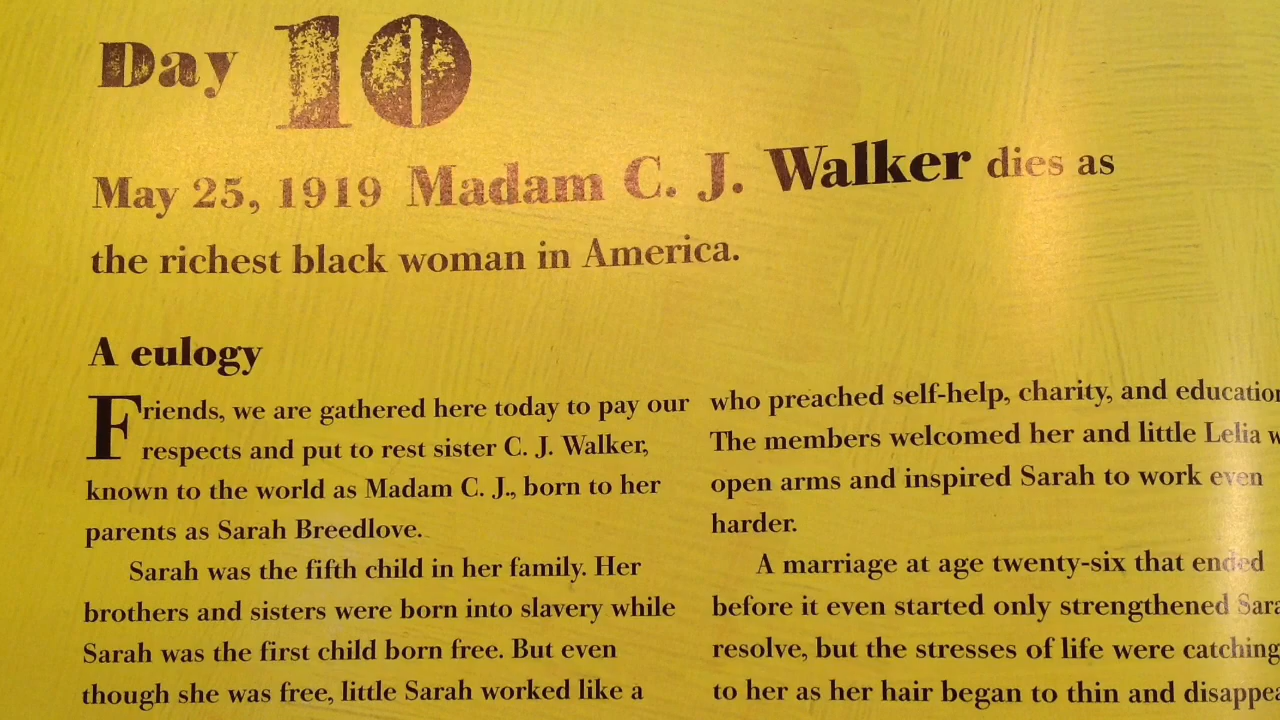 Day 10
May 25, 1919 Madam C. J. Walker dies as
the richest black woman in America.
A eulogy
Friends, we are gathered here today to pay our
respects and put to rest sister C. J. Walker,
known to the world as Madam C. J., born to her
parents as Sarah Breedlove.
Sarah was the fifth child in her family. Her
brothers and sisters were born into slavery while
Sarah was the first child born free. But even
though she was free, little Sarah worked like a
who preached self-help, charity, and
The members welcomed her and little Lelia
open arms and inspired Sarah to work even
harder.
A marriage at age twenty-six that ended
before it even started only strengthened
resolve, but the stresses of life were catching
to her as her hair began to thin and